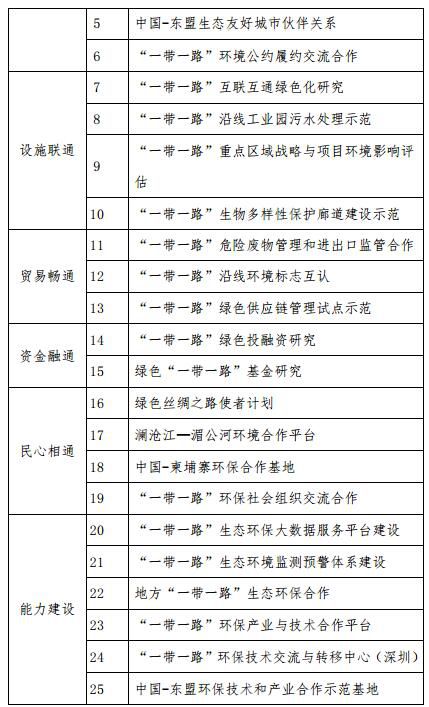 5 中国-东盟生态友好城市伙伴关系
6 “一带一路”环境公约履约交流合作
设施联通
7 “一带一路”互联互通绿色化研究
8 “一带一路”沿线工业园污水处理示范
9 “一带一路”重点区域战略与项目环境影响评
估
10 “一带一路”生物多样性保护廊道建设示范
贸易畅通
11 “一带一路”危险废物管理和进出口监管合作
12 “一带一路”沿线环境标志互认
13 “一带一路”绿色供应链管理试点示范
资金融通
14 “一带一路”绿色投融资研究
15 绿色“一带一路”基金研究
民心相通
16 绿色丝绸之路使者计划
17 澜沧江—湄公河环境合作平台
18 中国-柬埔寨环保合作基地
19 “一带一路”环保社会组织交流合作
能力建设
20 “一带一路”生态环保大数据服务平台建设
21 “一带一路”生态环境监测预警体系建设
22 地方“一带一路”生态环保合作
23 “一带一路”环保产业与技术合作平台
24 “一带一路”环保技术交流与转移中心（深圳）
25 中国-东盟环保技术和产业合作示范基地